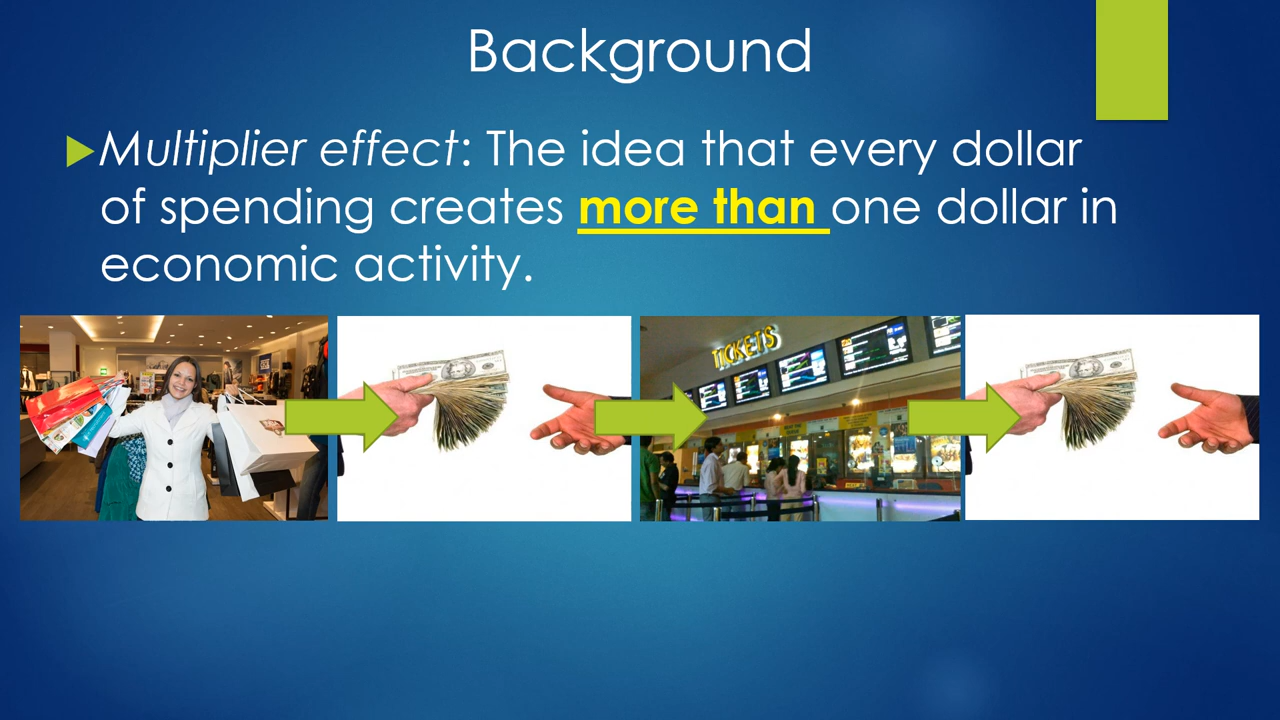 Background
Multiplier effect: The idea that every dollar
of spending creates more than one dollar in
economic activity.
TICKETS